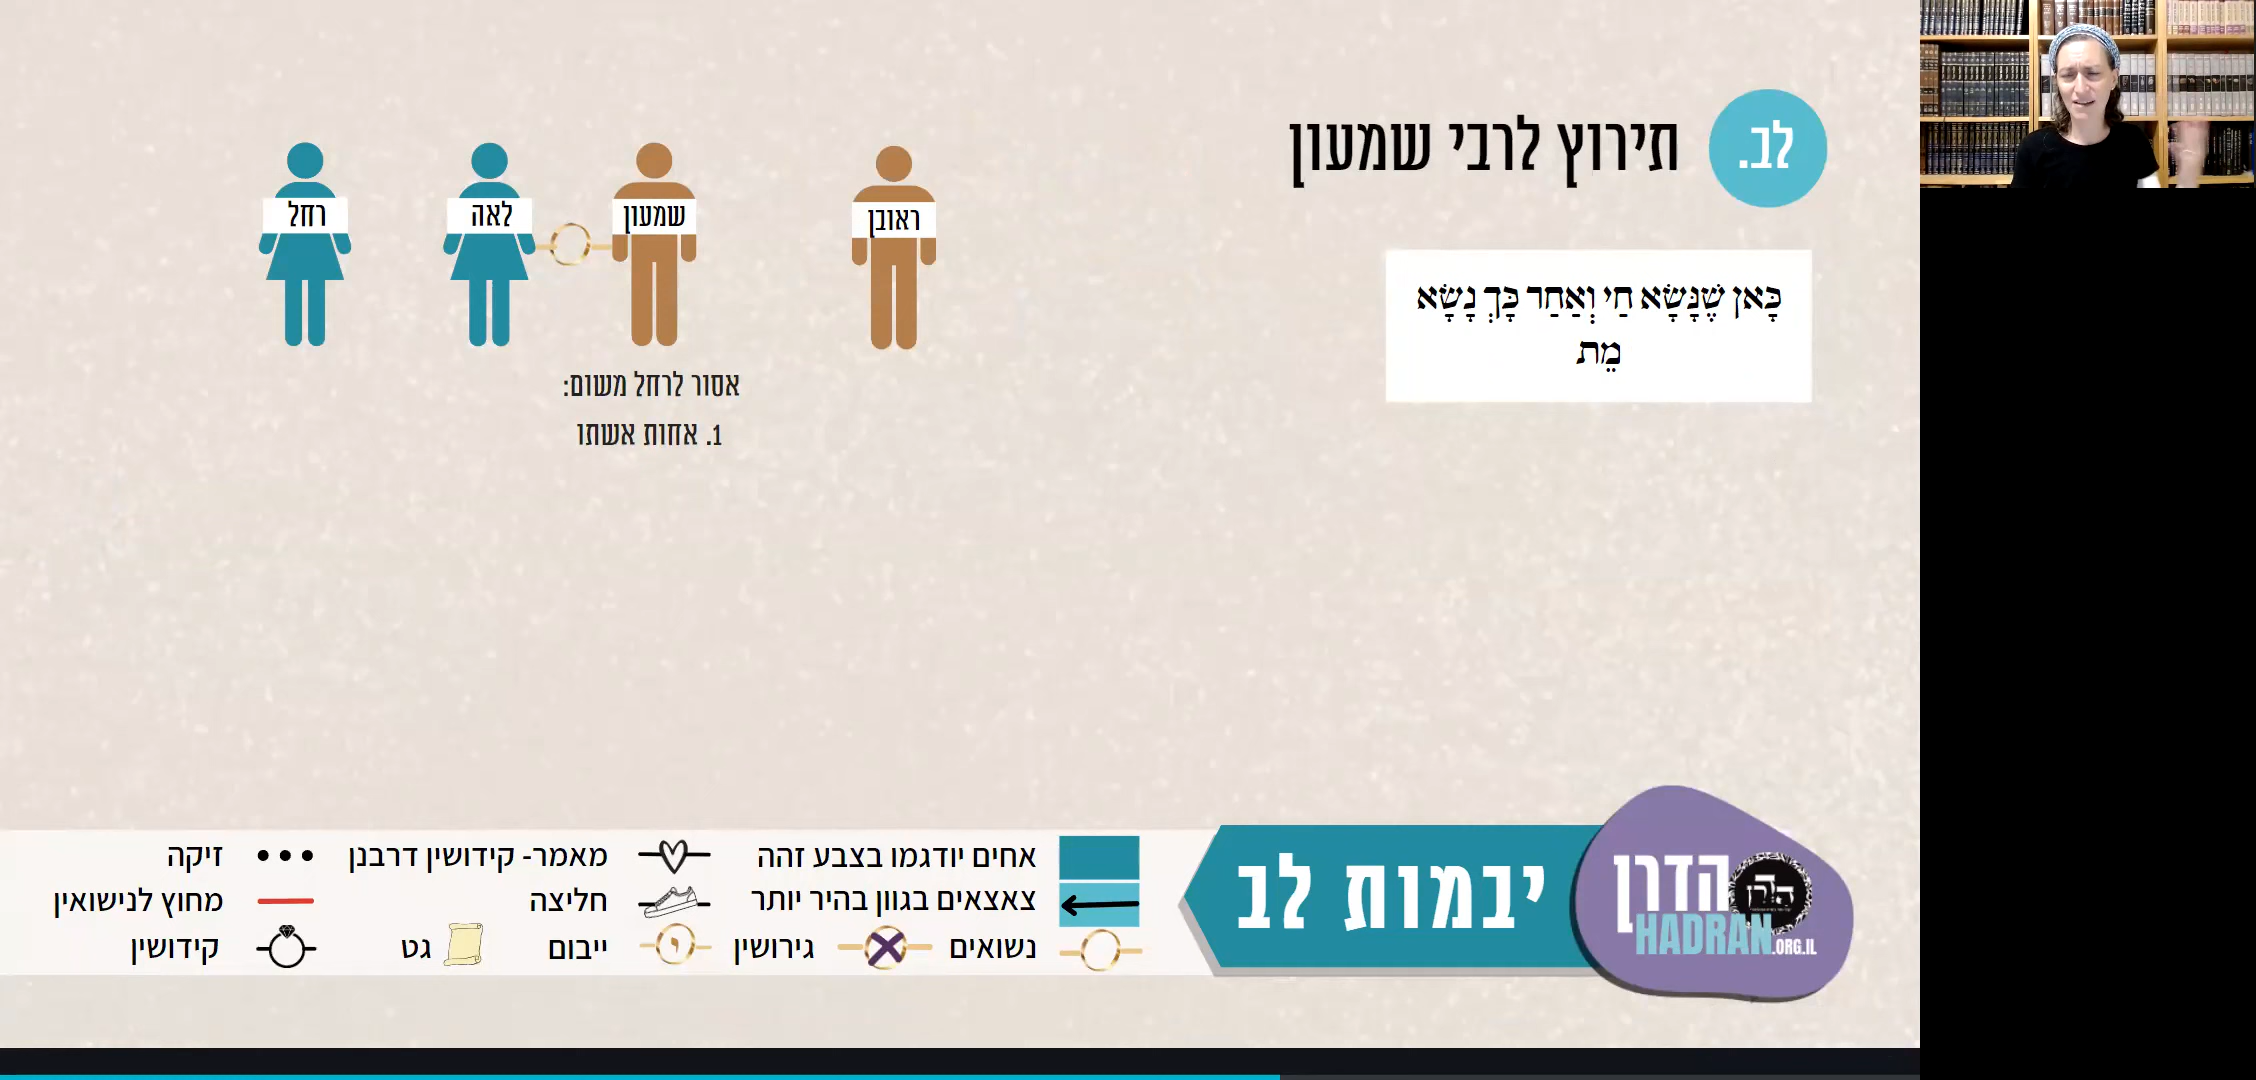 לב.
תירוץ לרבי שמעון
כָּאן שֶׁנָּשָׂא חַי וְאַחַר כָּךְ נָשָׂא
מֵת
ראובן
שמעון
לאה
רחל
אסור לרחל משום:
1. אחות אשתו
הדרן
HADRAN.ORG.IL
יבמות לב
אחים יודגמו בצבע זהה
צאצאים בגוון בהיר יותר
נשואים
גירושין
מאמר- קידושין דרבנן
חליצה
ייבום
גט
זיקה
מחוץ לנישואין
קידושין